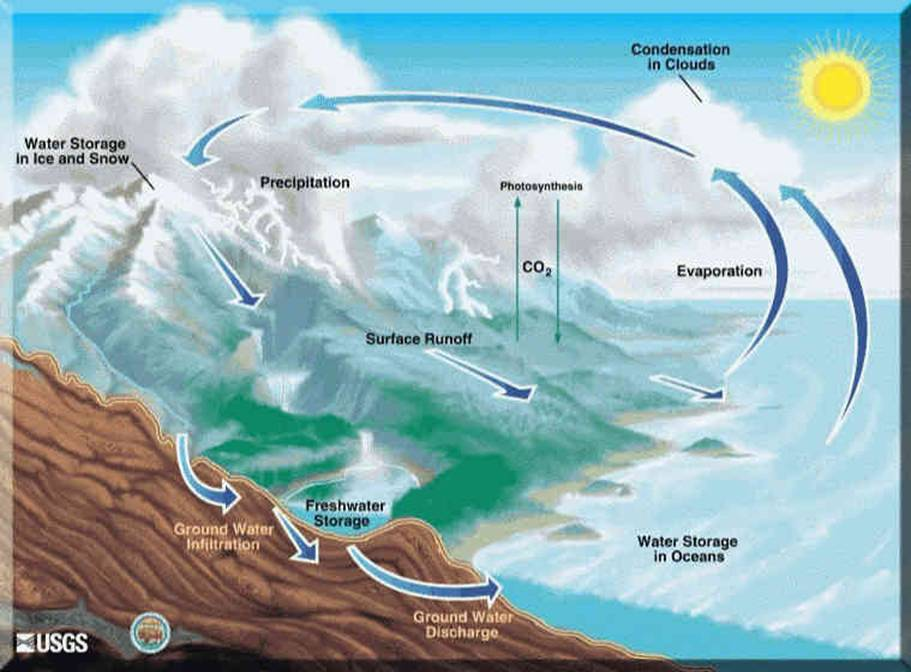 Condensation
in Clouds
Water Storage
in Ice and Snow
Precipitation
Photosynthesis
CO₂
Evaporation
Surface Runoff
Freshwater
Storage
Ground Water
Infiltration
Water Storage
in Oceans
Ground Water
Discharge
USGS